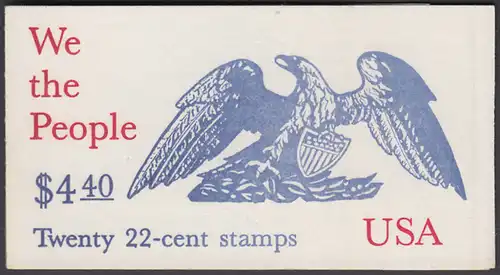 We
the
People
$4.40
Twenty 22-cent stamps
USA